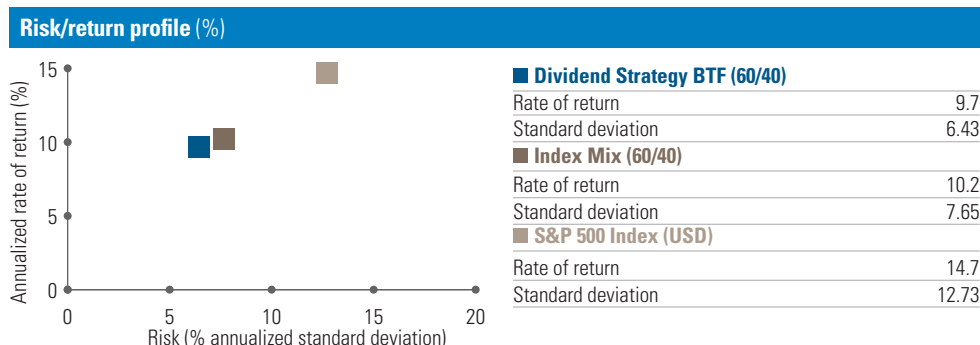 Risk/return profile (%)
Annualized rate of return (%)
15
10
5
0
0 5 10 15 20
Risk (% annualized standard deviation)
Dividend Strategy BTF (60/40)
Rate of return 9.7
Standard deviation 6.43
Index Mix (60/40)
Rate of return 10.2
Standard deviation 7.65
S&P 500 Index (USD)
Rate of return 14.7
Standard deviation 12.73